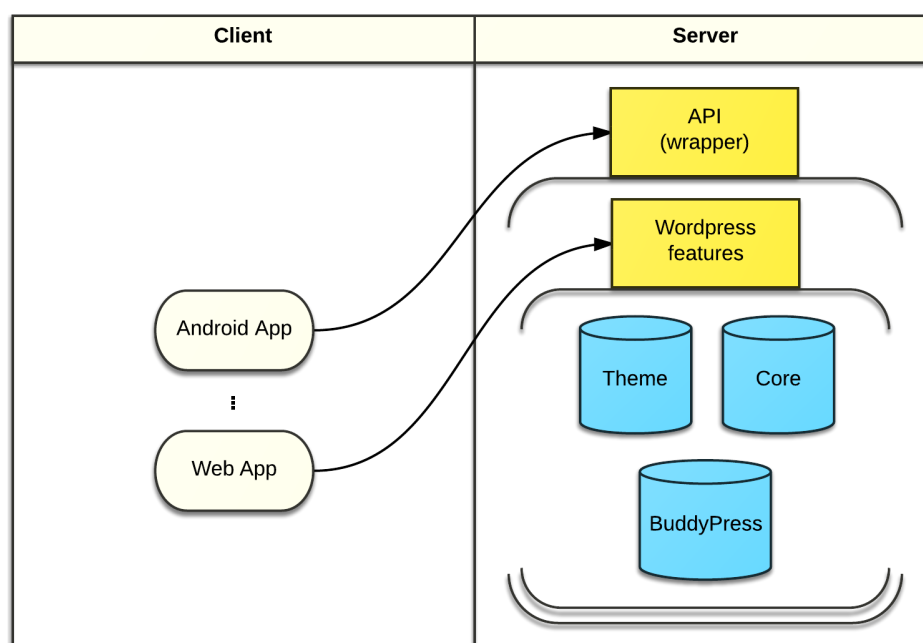 Client
Server
API
(wrapper)
Wordpress
features
Android App
Theme
Core
Web App
BuddyPress